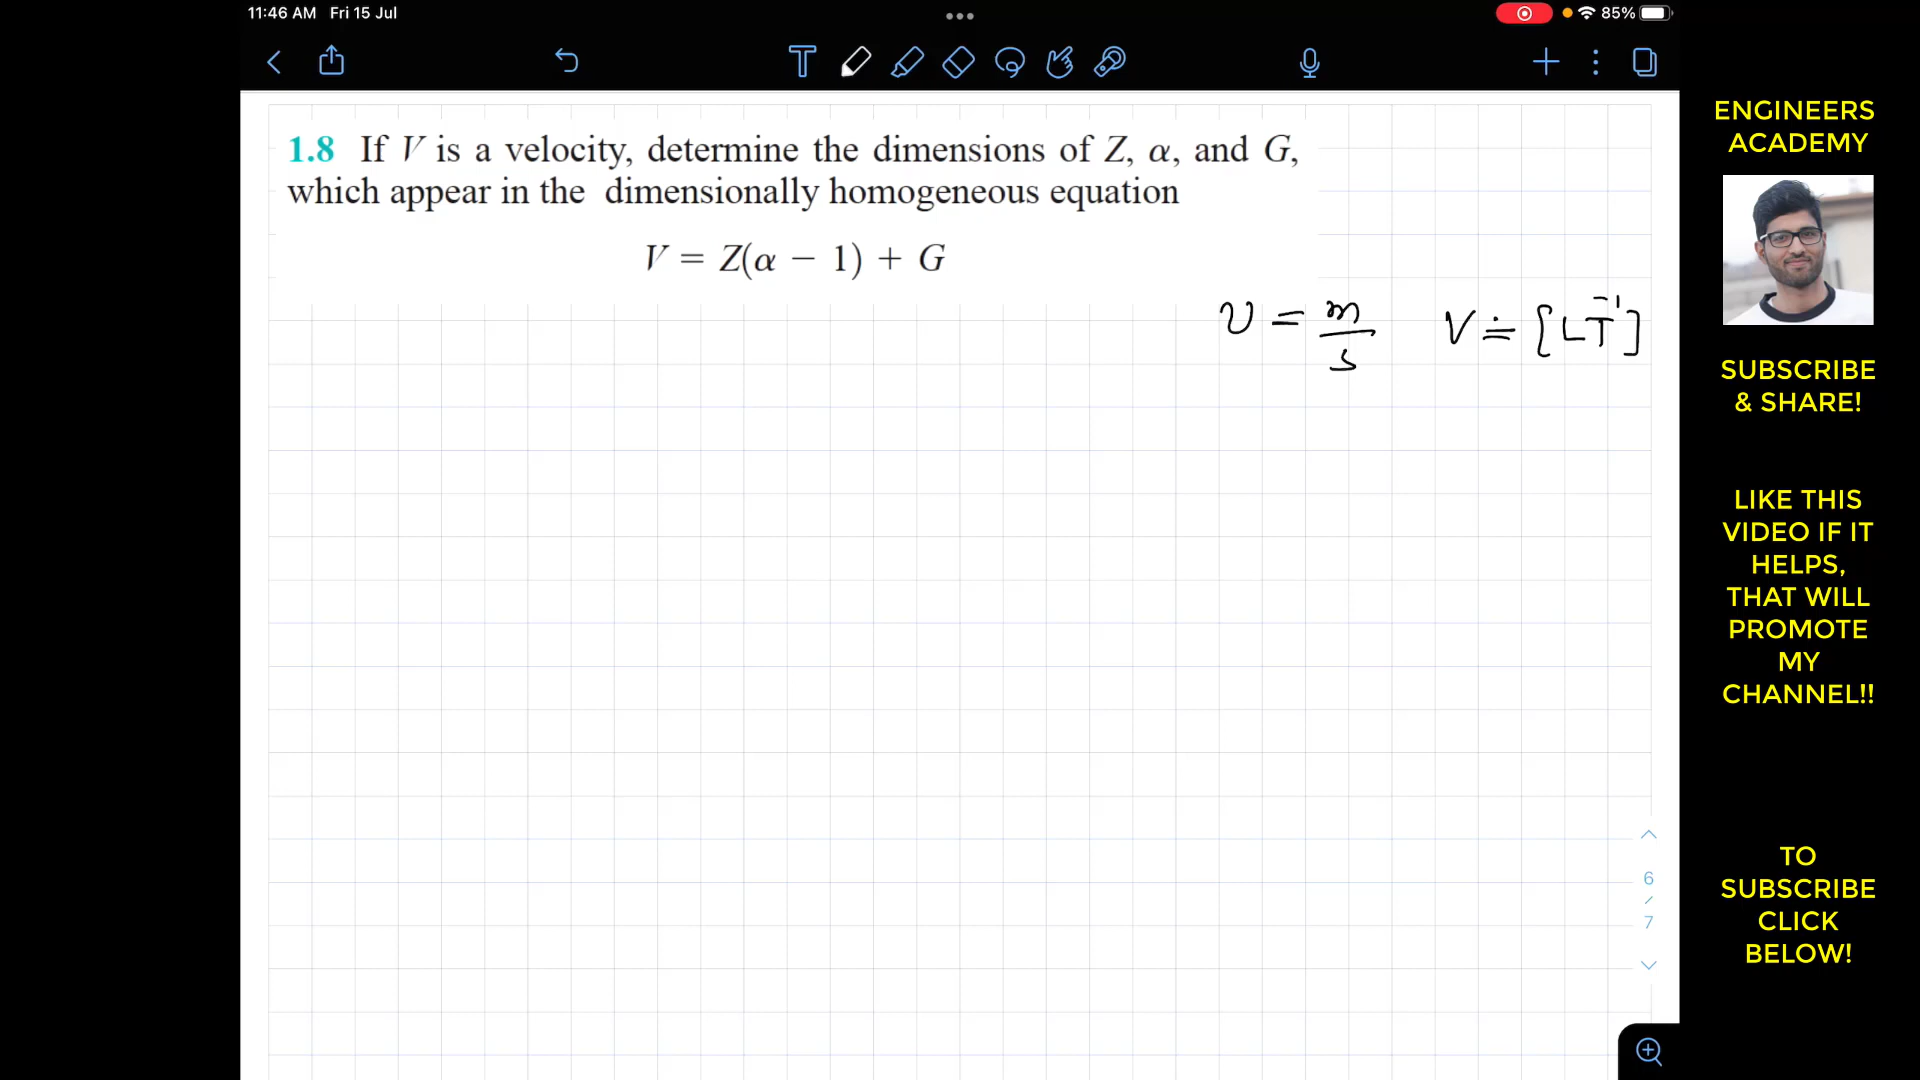 11:46 AM Fri 15 Jul
85%
T
1.8 If V is a velocity, determine the dimensions of Z, α, and G,
which appear in the dimensionally homogeneous equation
V = Z(α − 1) + G
v = m/s V ≐ [LT⁻¹]
6
/
7
ENGINEERS
ACADEMY
SUBSCRIBE
& SHARE!
LIKE THIS
VIDEO IF IT
HELPS,
THAT WILL
PROMOTE
MY
CHANNEL!!
TO
SUBSCRIBE
CLICK
BELOW!